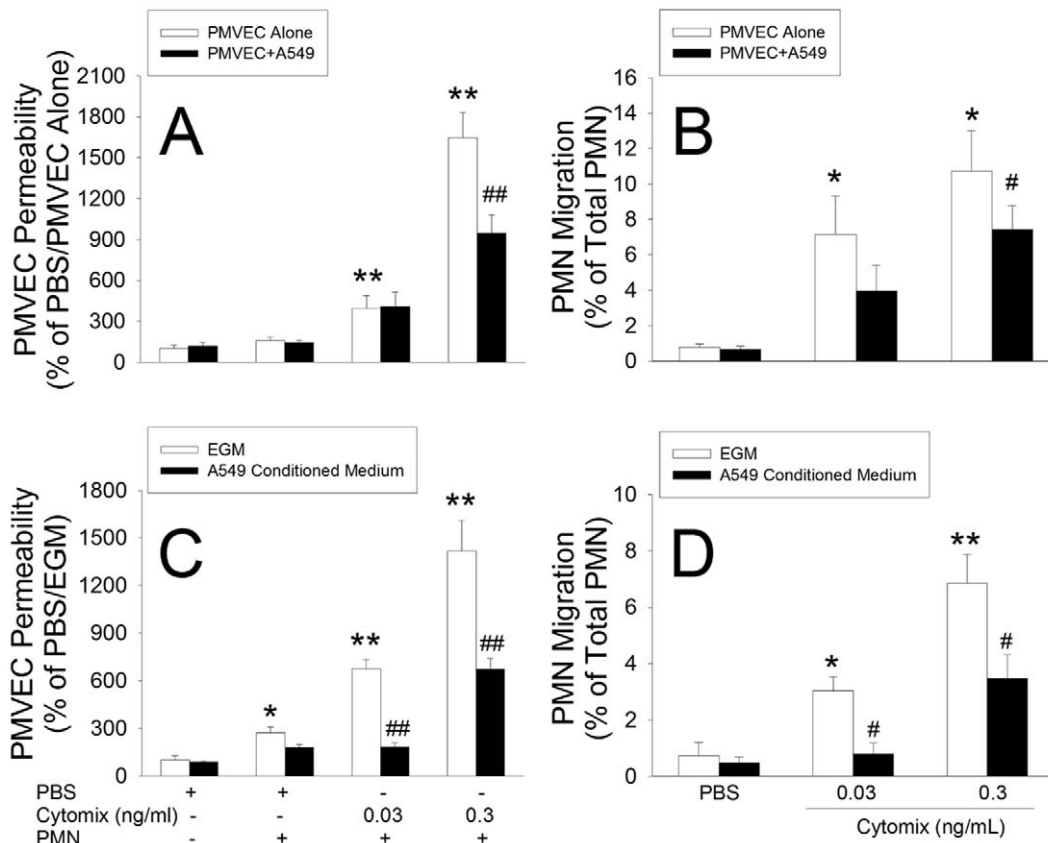 PMVEC Alone
PMVEC+A549
A
PMVEC Permeability
(% of PBS/PMVEC Alone)
2100
1800
1500
1200
900
600
300
0
**
**
##
PMVEC Alone
PMVEC+A549
B
PMN Migration
(% of Total PMN)
16
14
12
10
8
6
4
2
0
*
*
#
EGM
A549 Conditioned Medium
C
PMVEC Permeability
(% of PBS/EGM)
1800
1500
1200
900
600
300
0
*
**
##
**
##
PBS + + - -
Cytomix (ng/ml) - - 0.03 0.3
PMN - + + +
EGM
A549 Conditioned Medium
D
PMN Migration
(% of Total PMN)
10
8
6
4
2
0
*
#
**
#
PBS 0.03 0.3
Cytomix (ng/mL)